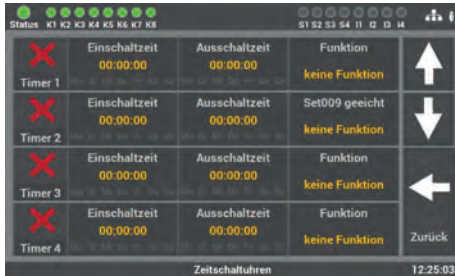 Status K1 K2 K3 K4 K5 K6 K7 K8 S1 S2 S3 S4 I1 I2 I3 I4
Einschaltzeit Ausschaltzeit Funktion
00:00:00 00:00:00 keine Funktion
Timer 1
Einschaltzeit Ausschaltzeit Set009 geeicht
00:00:00 00:00:00 keine Funktion
Timer 2
Einschaltzeit Ausschaltzeit Funktion
00:00:00 00:00:00 keine Funktion
Timer 3
Einschaltzeit Ausschaltzeit Funktion
00:00:00 00:00:00 keine Funktion
Timer 4
Zurück
Zeitschaltuhren 12:25:03